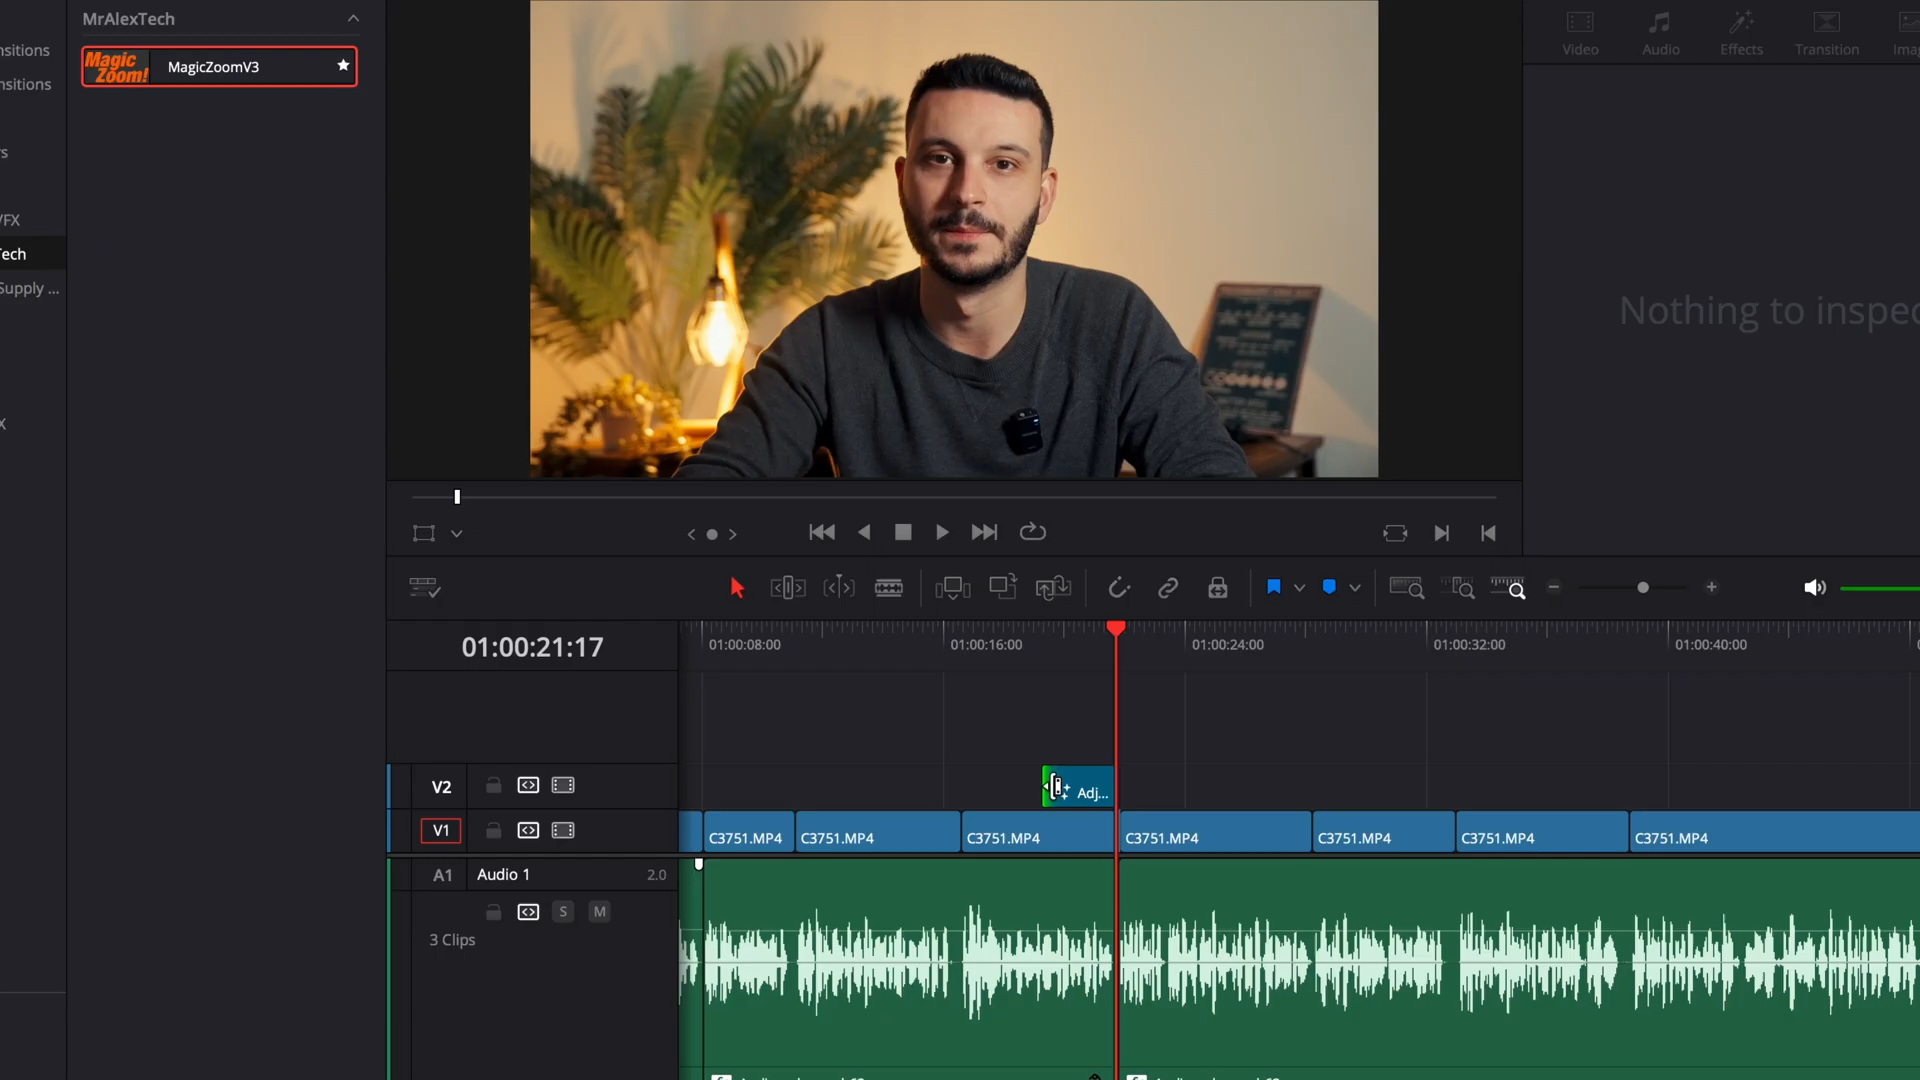 MrAlexTech
Magic
Zoom!
MagicZoomV3
nsitions
nsitions
s
VFX
Tech
Supply ...
X
Video
Audio
Effects
Transition
Imag
Nothing to inspec
01:00:21:17
01:00:08:00
01:00:16:00
01:00:24:00
01:00:32:00
01:00:40:00
V2
Adj...
V1
C3751.MP4
C3751.MP4
C3751.MP4
C3751.MP4
C3751.MP4
C3751.MP4
C3751.MP4
A1
Audio 1
2.0
S
M
3 Clips